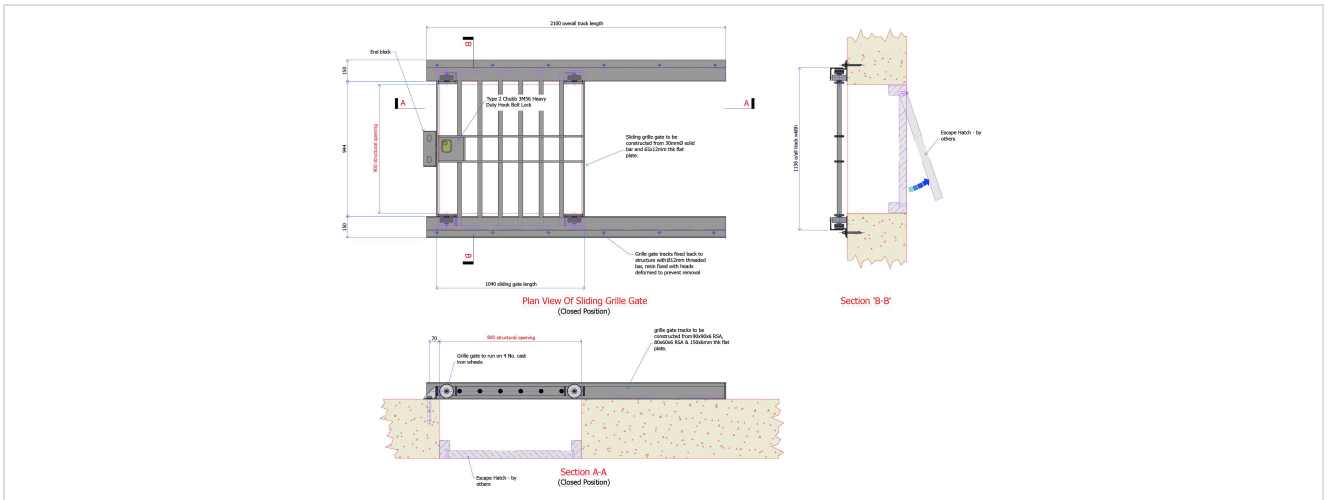 2100 overall track length
B
End block
150
A
A
Type 2 Chubb 3M56 Heavy
Duty Hook Bolt Lock
944
900 structural opening
Sliding grille gate to be
constructed from 30mmØ solid
bar and 65x12mm thk flat
plate.
150
B
Grille gate tracks fixed back to
structure with Ø12mm threaded
bar, resin fixed with heads
deformed to prevent removal
1040 sliding gate length
Plan View Of Sliding Grille Gate
(Closed Position)
1136 o/all track width
Escape Hatch - by
others
Section 'B-B'
70
900 structural opening
Grille gate to run on 4 No. cast
iron wheels
grille gate tracks to be
constructed from 90x90x6 RSA,
80x60x6 RSA & 150x6mm thk flat
plate.
Escape Hatch - by
others
Section A-A
(Closed Position)